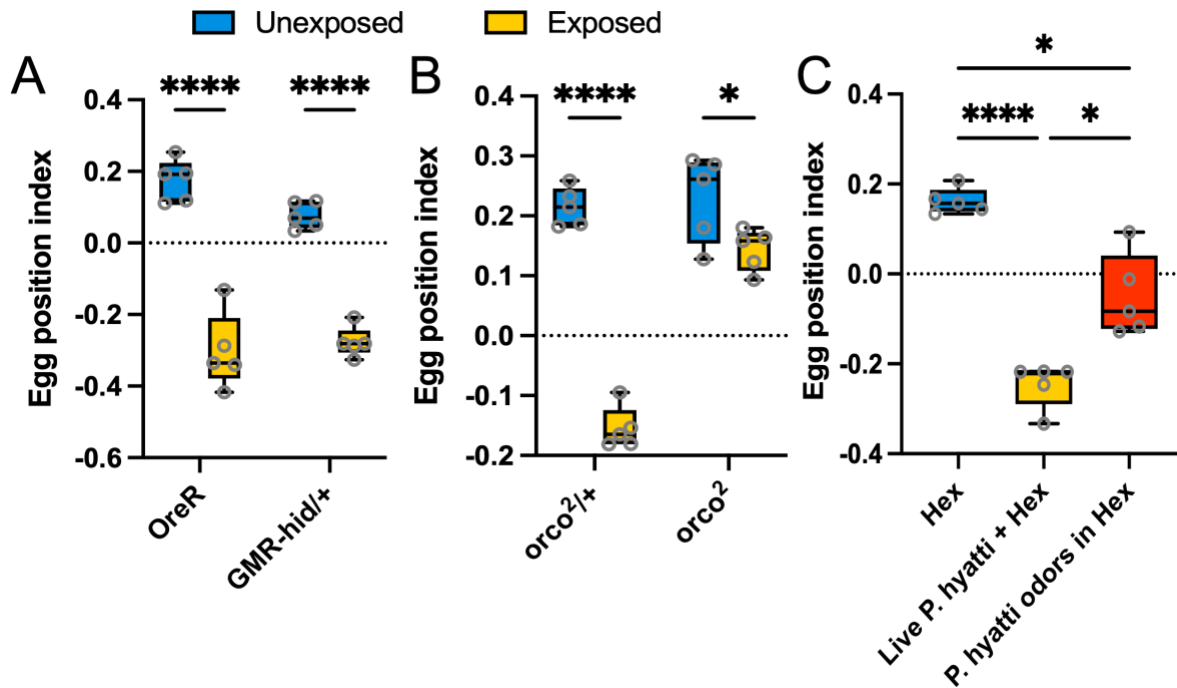 Unexposed Exposed
A
**** ****
Egg position index
0.4
0.2
0.0
-0.2
-0.4
-0.6
OreR
GMR-hid/+
B
**** *
Egg position index
0.4
0.3
0.2
0.1
0.0
-0.1
-0.2
orco²/+
orco²
C
*
**** *
Egg position index
0.4
0.2
0.0
-0.2
-0.4
Hex
Live P. hyatti + Hex
P. hyatti odors in Hex